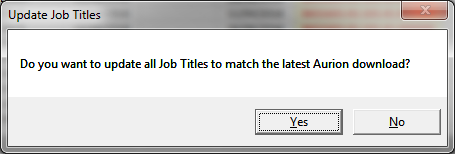 Update Job Titles
Do you want to update all Job Titles to match the latest Aurion download?
Yes No